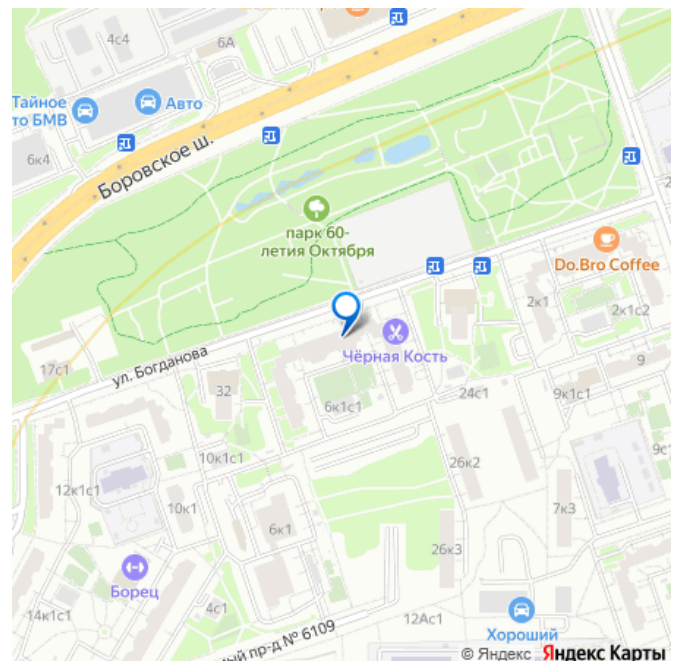 4с4
6А
Тайное
то БМВ
Авто
6к4
Боровское ш.
парк 60-
летия Октября
Do.Bro Coffee
2к1
2к1с2
Чёрная Кость
17с1
ул. Богданова
32
6к1с1
24с1
9к1с1
9
10к1с1
26к2
9с
12к1с1
10к1
6к1
7к3
26к3
Борец
14к1с1
4с1
12Ас1
Хороший
ый пр-д № 6109
© Яндекс Яндекс Карты